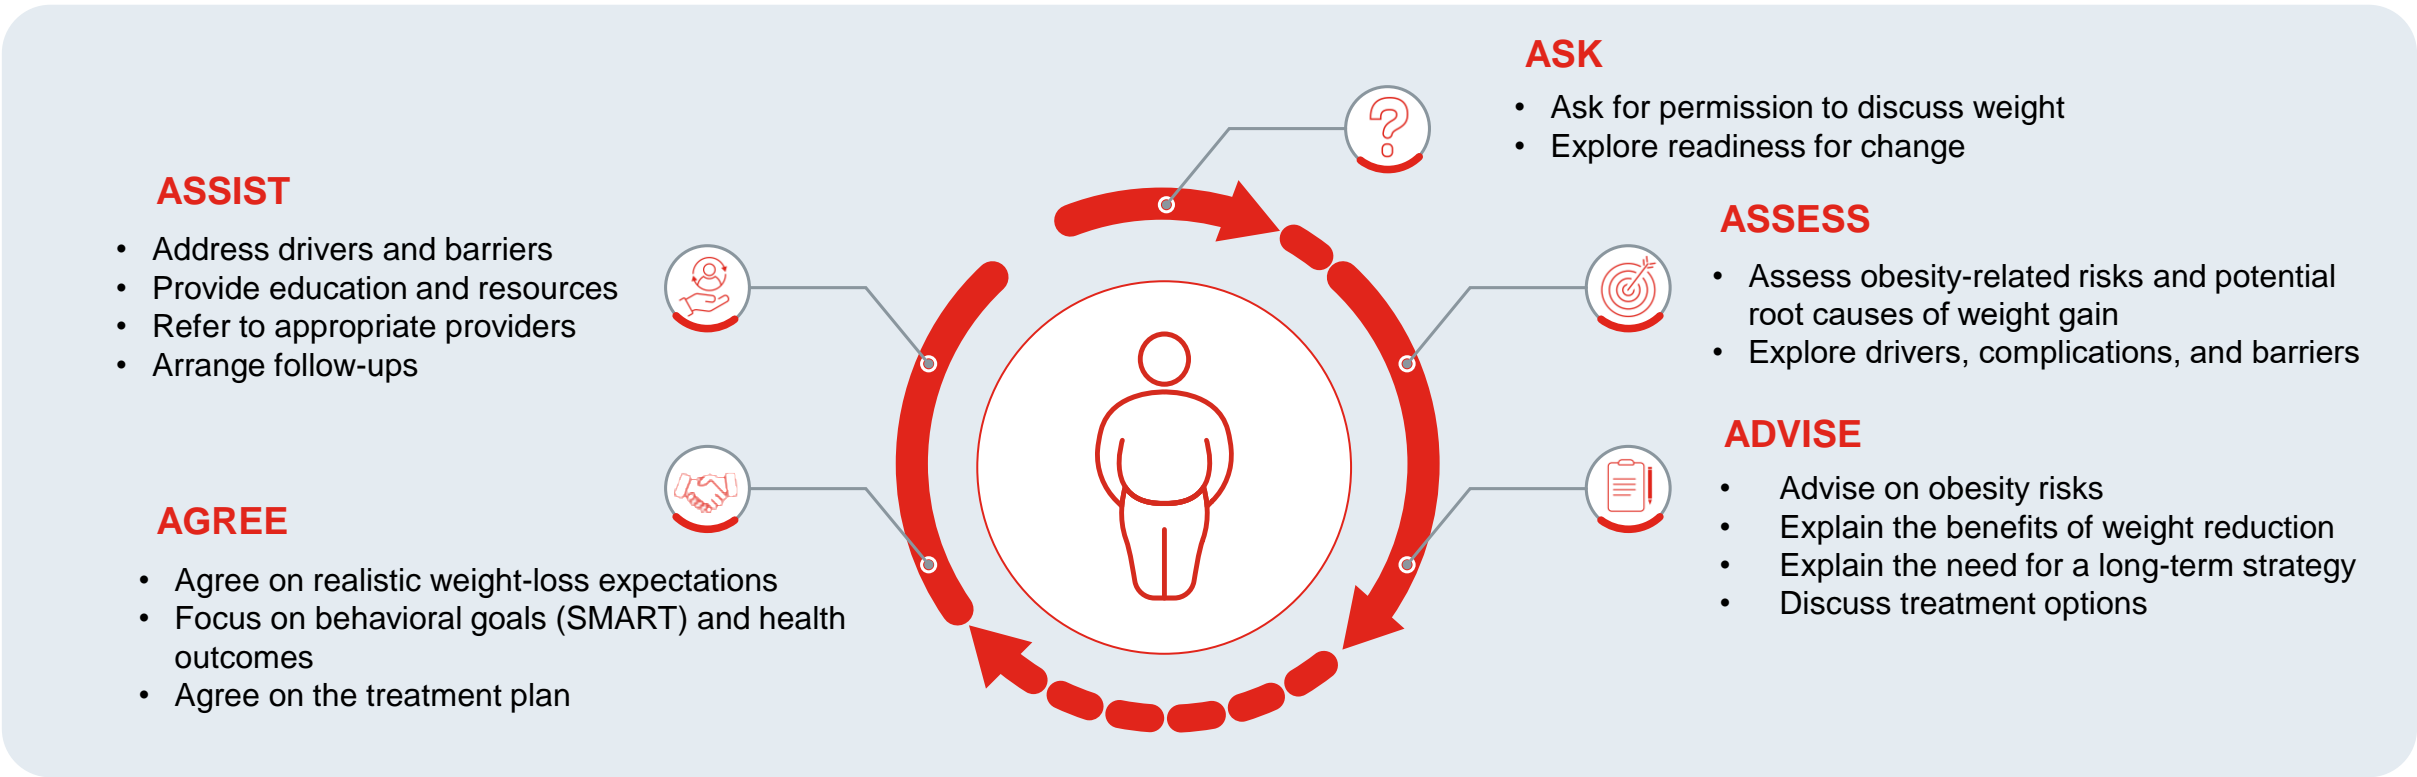 ASK
• Ask for permission to discuss weight
• Explore readiness for change
ASSESS
• Assess obesity-related risks and potential
root causes of weight gain
• Explore drivers, complications, and barriers
ADVISE
• Advise on obesity risks
• Explain the benefits of weight reduction
• Explain the need for a long-term strategy
• Discuss treatment options
AGREE
• Agree on realistic weight-loss expectations
• Focus on behavioral goals (SMART) and health
outcomes
• Agree on the treatment plan
ASSIST
• Address drivers and barriers
• Provide education and resources
• Refer to appropriate providers
• Arrange follow-ups